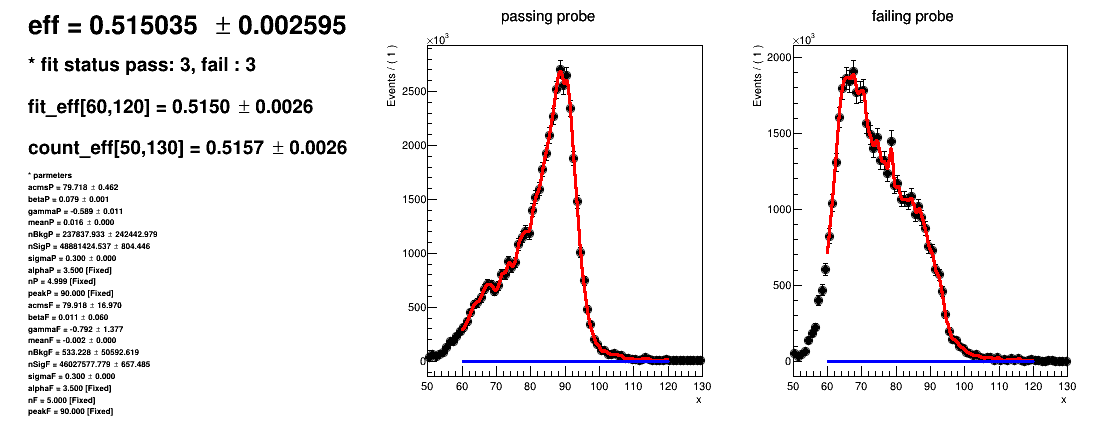 eff = 0.515035 ± 0.002595
* fit status pass: 3, fail : 3
fit_eff[60,120] = 0.5150 ± 0.0026
count_eff[50,130] = 0.5157 ± 0.0026
* parmeters
acmsP = 79.718 ± 0.462
betaP = 0.079 ± 0.001
gammaP = -0.589 ± 0.011
meanP = 0.016 ± 0.000
nBkgP = 237837.933 ± 242442.979
nSigP = 48881424.537 ± 804.446
sigmaP = 0.300 ± 0.000
alphaP = 3.500 [Fixed]
nP = 4.999 [Fixed]
peakP = 90.000 [Fixed]
acmsF = 79.918 ± 16.970
betaF = 0.011 ± 0.060
gammaF = -0.792 ± 1.377
meanF = -0.002 ± 0.000
nBkgF = 533.228 ± 50592.619
nSigF = 46027577.779 ± 657.485
sigmaF = 0.300 ± 0.000
alphaF = 3.500 [Fixed]
nF = 5.000 [Fixed]
peakF = 90.000 [Fixed]
passing probe
×10³
Events / ( 1 )
2500
2000
1500
1000
500
0
50 60 70 80 90 100 110 120 130
x
failing probe
×10³
Events / ( 1 )
2000
1500
1000
500
0
50 60 70 80 90 100 110 120 130
x